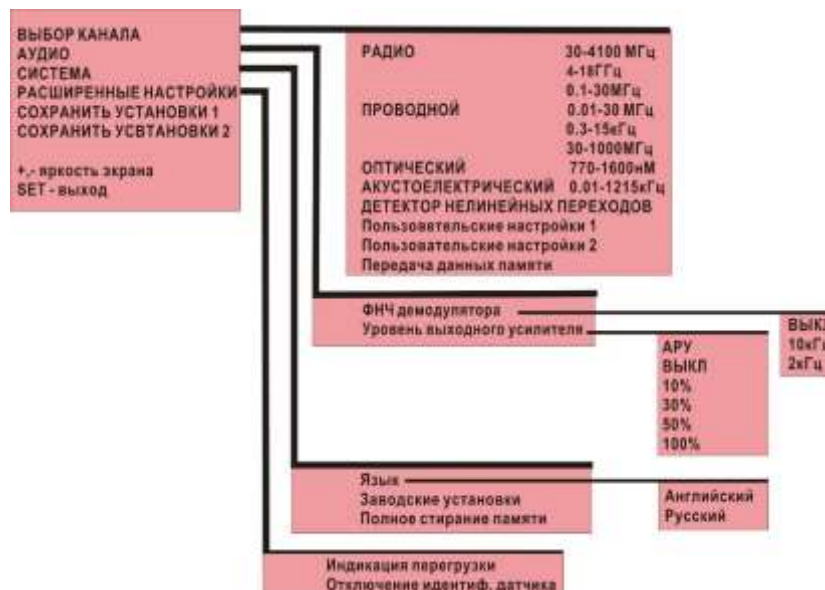 ВЫБОР КАНАЛА
АУДИО
СИСТЕМА
РАСШИРЕННЫЕ НАСТРОЙКИ
СОХРАНИТЬ УСТАНОВКИ 1
СОХРАНИТЬ УСВТАНОВКИ 2
+,- яркость экрана
SET - выход
РАДИО 30-4100 МГц
4-18ГГц
0.1-30МГц
ПРОВОДНОЙ 0.01-30 МГц
0.3-15кГц
30-1000МГц
ОПТИЧЕСКИЙ 770-1600нМ
АКУСТОЕЛЕКТРИЧЕСКИЙ 0.01-1215кГц
ДЕТЕКТОР НЕЛИНЕЙНЫХ ПЕРЕХОДОВ
Пользоветельские настройки 1
Пользовательские настройки 2
Передача данных памяти
ФНЧ демодулятора
Уровень выходного усилителя
ВЫКЛ
10кГц
2кГц
АРУ
ВЫКЛ
10%
30%
50%
100%
Язык
Заводские установки
Полное стирание памяти
Английский
Русский
Индикация перегрузки
Отключение идентиф. датчика